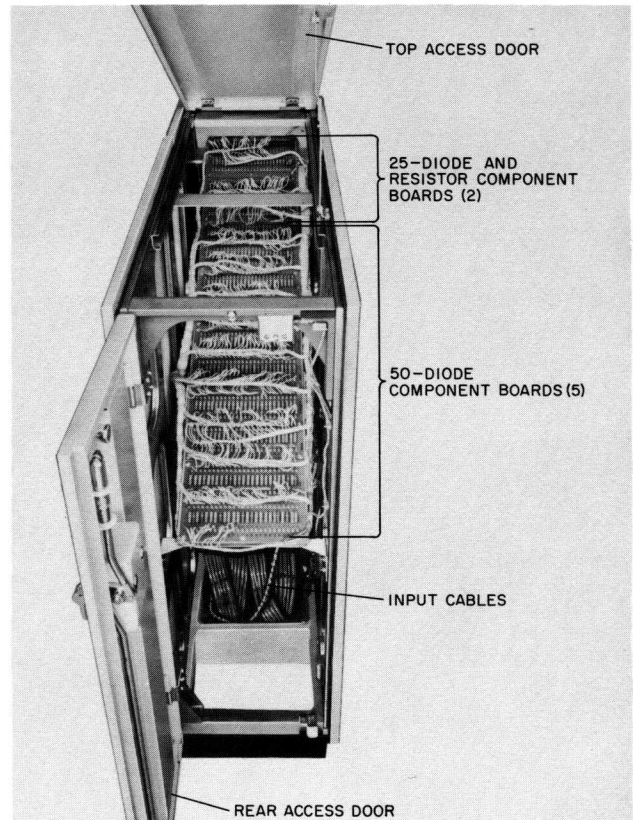 TOP ACCESS DOOR
25-DIODE AND
RESISTOR COMPONENT
BOARDS (2)
50-DIODE
COMPONENT BOARDS (5)
INPUT CABLES
REAR ACCESS DOOR